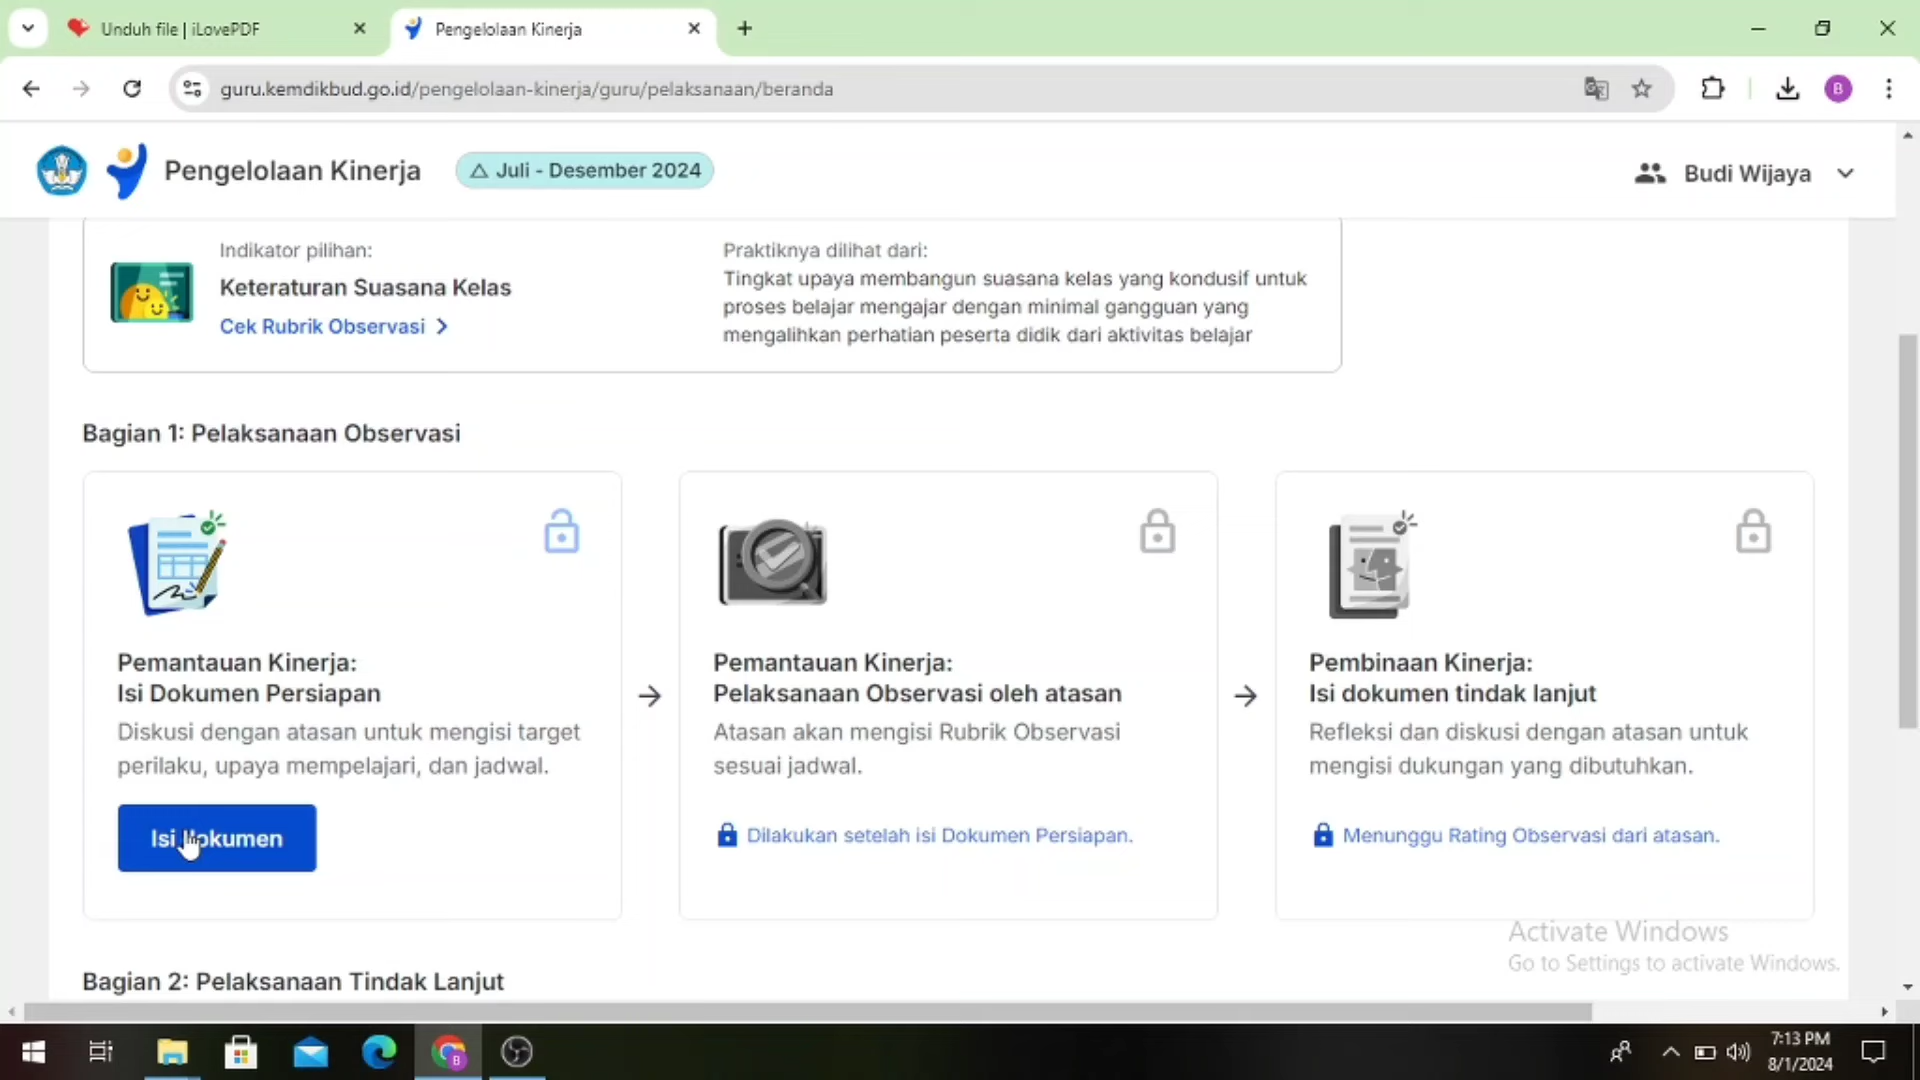 Unduh file | iLovePDF
Pengelolaan Kinerja
guru.kemdikbud.go.id/pengelolaan-kinerja/guru/pelaksanaan/beranda
B
Pengelolaan Kinerja
Juli - Desember 2024
Budi Wijaya
Indikator pilihan:
Keteraturan Suasana Kelas
Cek Rubrik Observasi
Praktiknya dilihat dari:
Tingkat upaya membangun suasana kelas yang kondusif untuk
proses belajar mengajar dengan minimal gangguan yang
mengalihkan perhatian peserta didik dari aktivitas belajar
Bagian 1: Pelaksanaan Observasi
Pemantauan Kinerja:
Isi Dokumen Persiapan
Diskusi dengan atasan untuk mengisi target
perilaku, upaya mempelajari, dan jadwal.
Isi Dokumen
Pemantauan Kinerja:
Pelaksanaan Observasi oleh atasan
Atasan akan mengisi Rubrik Observasi
sesuai jadwal.
Dilakukan setelah isi Dokumen Persiapan.
Pembinaan Kinerja:
Isi dokumen tindak lanjut
Refleksi dan diskusi dengan atasan untuk
mengisi dukungan yang dibutuhkan.
Menunggu Rating Observasi dari atasan.
Bagian 2: Pelaksanaan Tindak Lanjut
Activate Windows
Go to Settings to activate Windows.
B
7:13 PM
8/1/2024